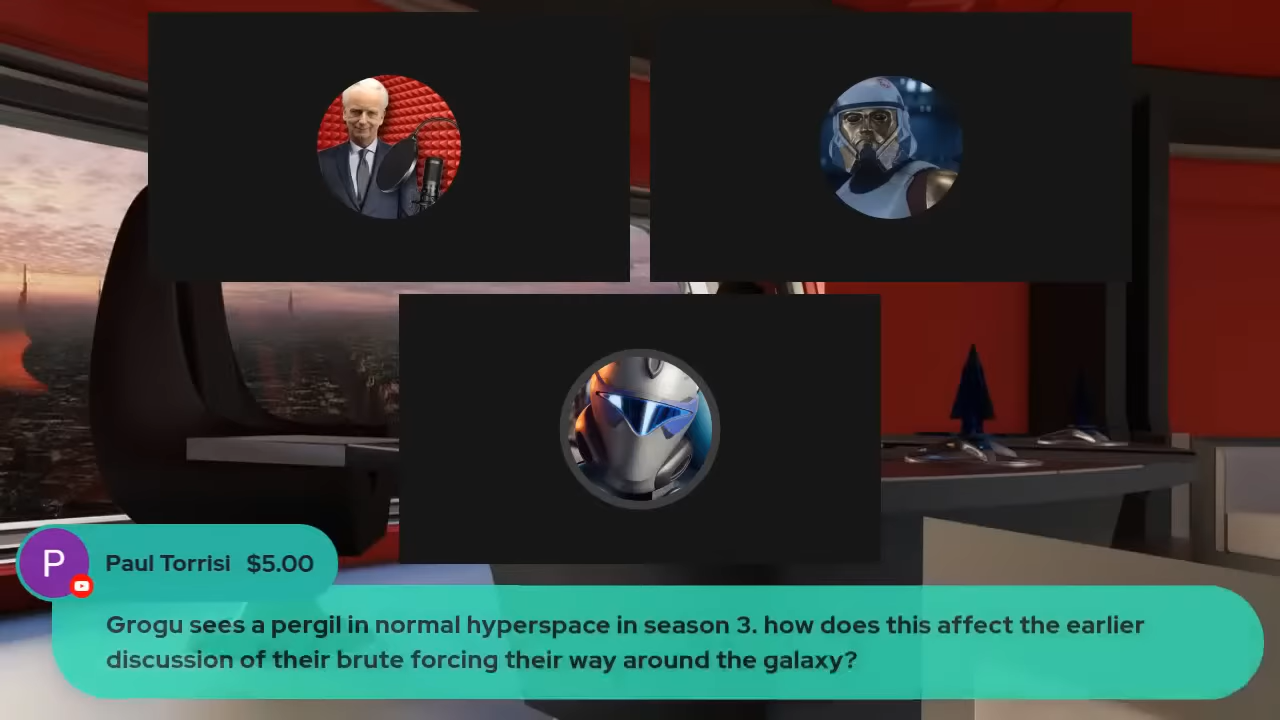 P
Paul Torrisi $5.00
Grogu sees a pergil in normal hyperspace in season 3. how does this affect the earlier
discussion of their brute forcing their way around the galaxy?